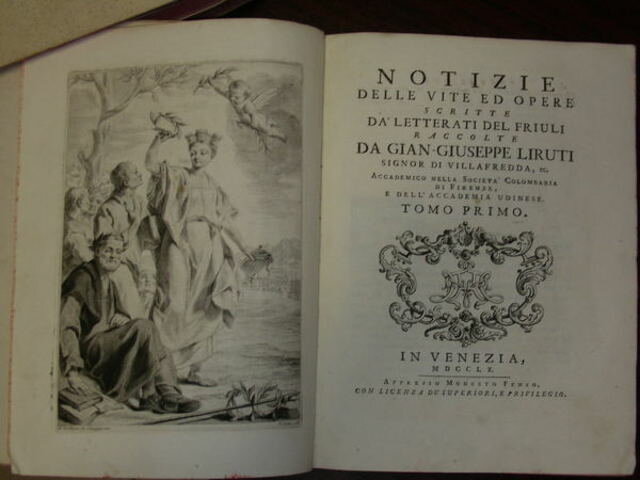 NOTIZIE
DELLE VITE ED OPERE
SCRITTE
DA' LETTERATI DEL FRIULI
RACCOLTE
DA GIAN-GIUSEPPE LIRUTI
SIGNOR DI VILLAFREDDA, ec.
ACCADEMICO NELLA SOCIETA' COLOMBARIA
DI FIRENZE,
E DELL'ACCADEMIA UDINESE.
TOMO PRIMO.
IN VENEZIA,
MDCCLX.
APPRESSO MODESTO FENZO.
CON LICENZA DE' SUPERIORI, E PRIVILEGIO.